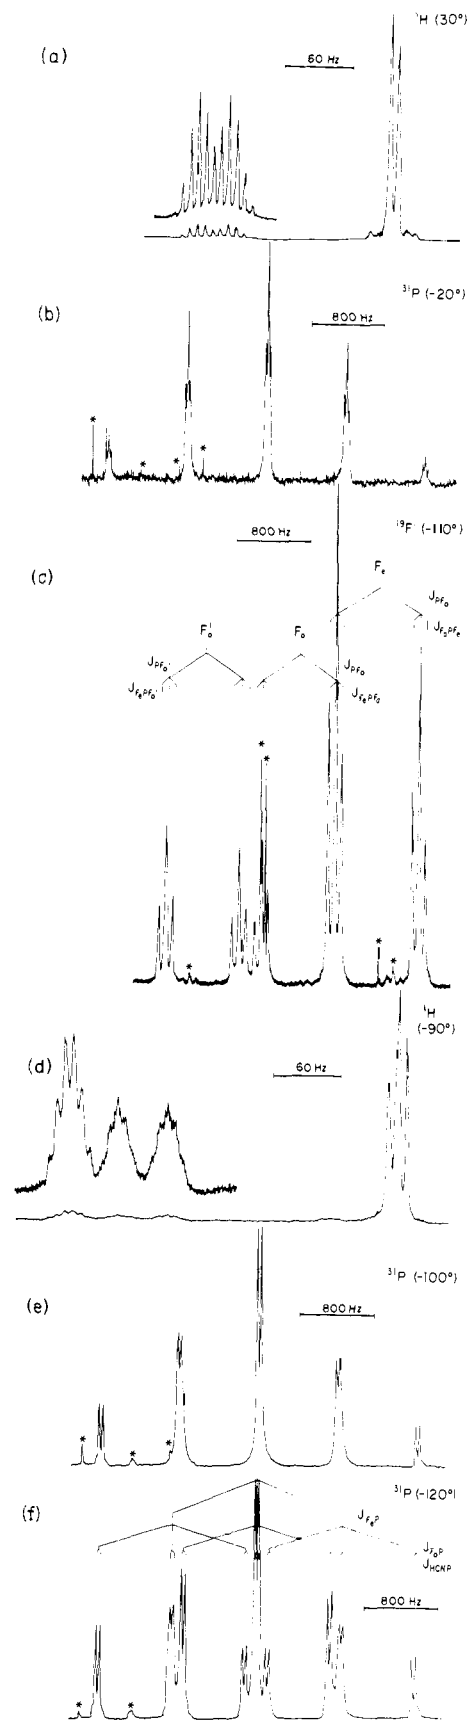 (a)
¹H (30°)
60 Hz
(b)
³¹P (-20°)
800 Hz
* * * *
(c)
¹⁹F (-110°)
800 Hz
Fₑ
Fₐ' Fₐ
J_PFₐ
J_FₐPFₑ
J_PFₐ' J_PFₐ
J_FₑPFₐ' J_FₑPFₐ
* *
* * *
(d)
¹H
(-90°)
60 Hz
(e)
³¹P (-100°)
800 Hz
* * *
(f)
³¹P (-120°)
J_FₑP
J_FₐP
J_HCNP
800 Hz
* *